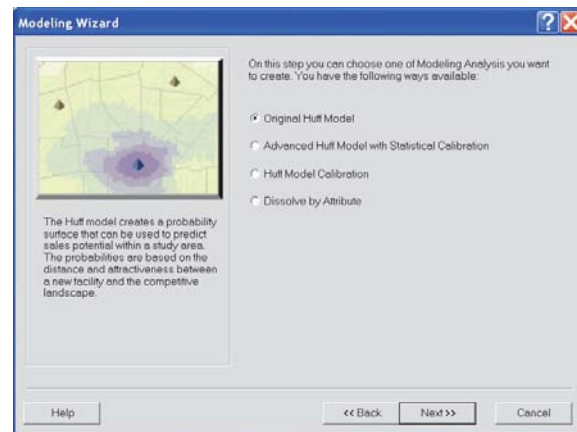 Modeling Wizard
On this step you can choose one of Modeling Analysis you want
to create. You have the following ways available:
Original Huff Model
Advanced Huff Model with Statistical Calibration
Huff Model Calibration
Dissolve by Attribute
The Huff model creates a probability
surface that can be used to predict
sales potential within a study area.
The probabilities are based on the
distance and attractiveness between
a new facility and the competitive
landscape.
Help
<< Back
Next >>
Cancel